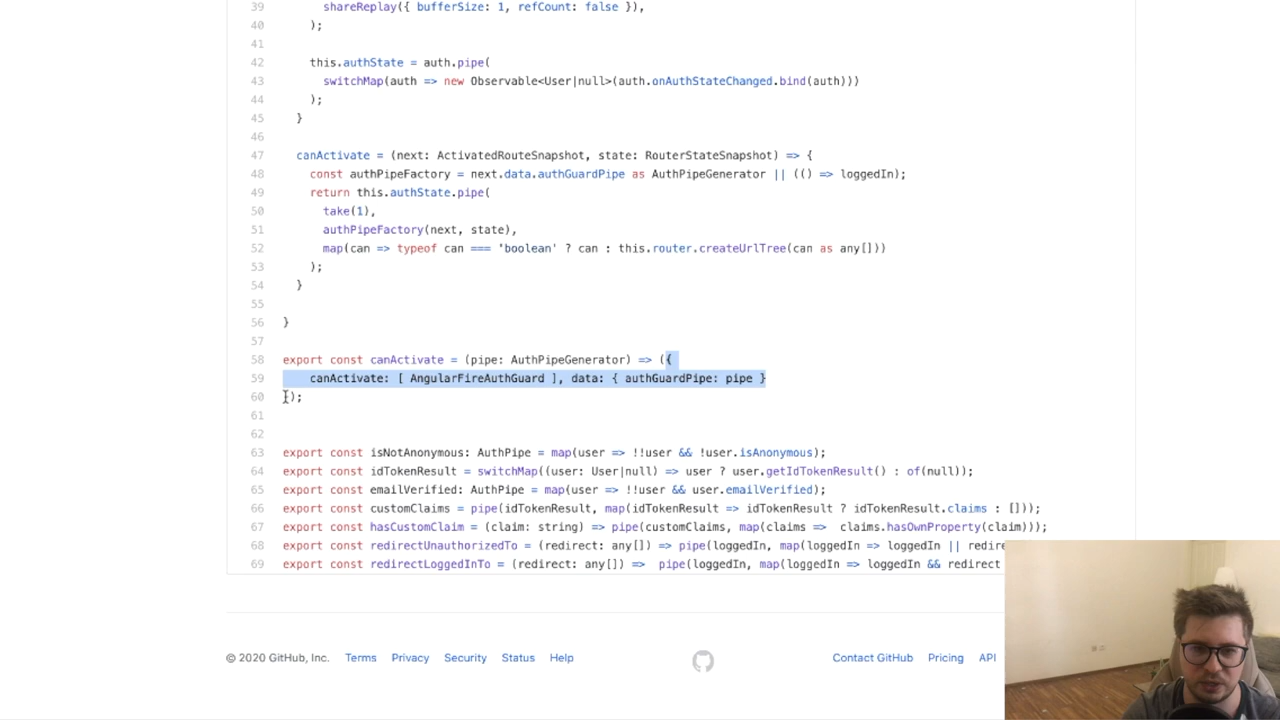 39 shareReplay({ bufferSize: 1, refCount: false }),
40 );
41
42 this.authState = auth.pipe(
43 switchMap(auth => new Observable<User|null>(auth.onAuthStateChanged.bind(auth)))
44 );
45 }
46
47 canActivate = (next: ActivatedRouteSnapshot, state: RouterStateSnapshot) => {
48 const authPipeFactory = next.data.authGuardPipe as AuthPipeGenerator || (() => loggedIn);
49 return this.authState.pipe(
50 take(1),
51 authPipeFactory(next, state),
52 map(can => typeof can === 'boolean' ? can : this.router.createUrlTree(can as any[]))
53 );
54 }
55
56 }
57
58 export const canActivate = (pipe: AuthPipeGenerator) => ({
59 canActivate: [ AngularFireAuthGuard ], data: { authGuardPipe: pipe }
60 });
61
62
63 export const isNotAnonymous: AuthPipe = map(user => !!user && !user.isAnonymous);
64 export const idTokenResult = switchMap((user: User|null) => user ? user.getIdTokenResult() : of(null));
65 export const emailVerified: AuthPipe = map(user => !!user && user.emailVerified);
66 export const customClaims = pipe(idTokenResult, map(idTokenResult => idTokenResult ? idTokenResult.claims : []));
67 export const hasCustomClaim = (claim: string) => pipe(customClaims, map(claims => claims.hasOwnProperty(claim)));
68 export const redirectUnauthorizedTo = (redirect: any[]) => pipe(loggedIn, map(loggedIn => loggedIn || redire
69 export const redirectLoggedInTo = (redirect: any[]) => pipe(loggedIn, map(loggedIn => loggedIn && redirect
© 2020 GitHub, Inc. Terms Privacy Security Status Help Contact GitHub Pricing API